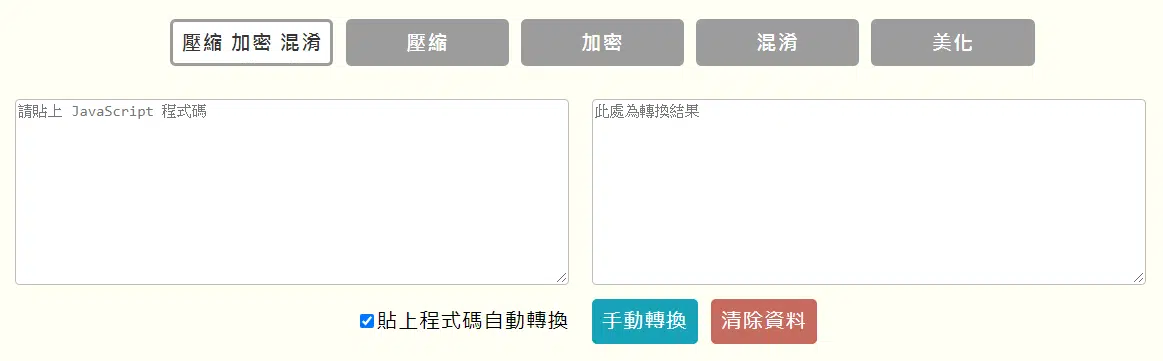 壓縮 加密 混淆
壓縮
加密
混淆
美化
請貼上 JavaScript 程式碼
此處為轉換結果
貼上程式碼自動轉換
手動轉換
清除資料